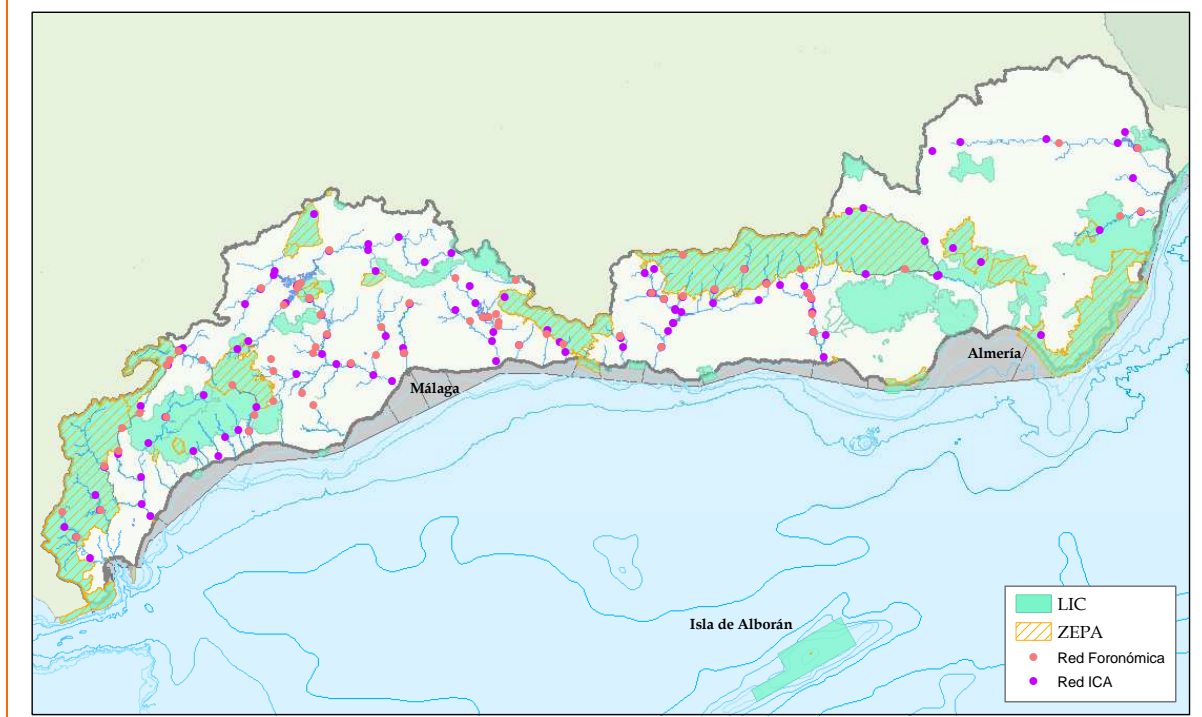 Almería
Málaga
Isla de Alborán
LIC
ZEPA
Red Foronómica
Red ICA